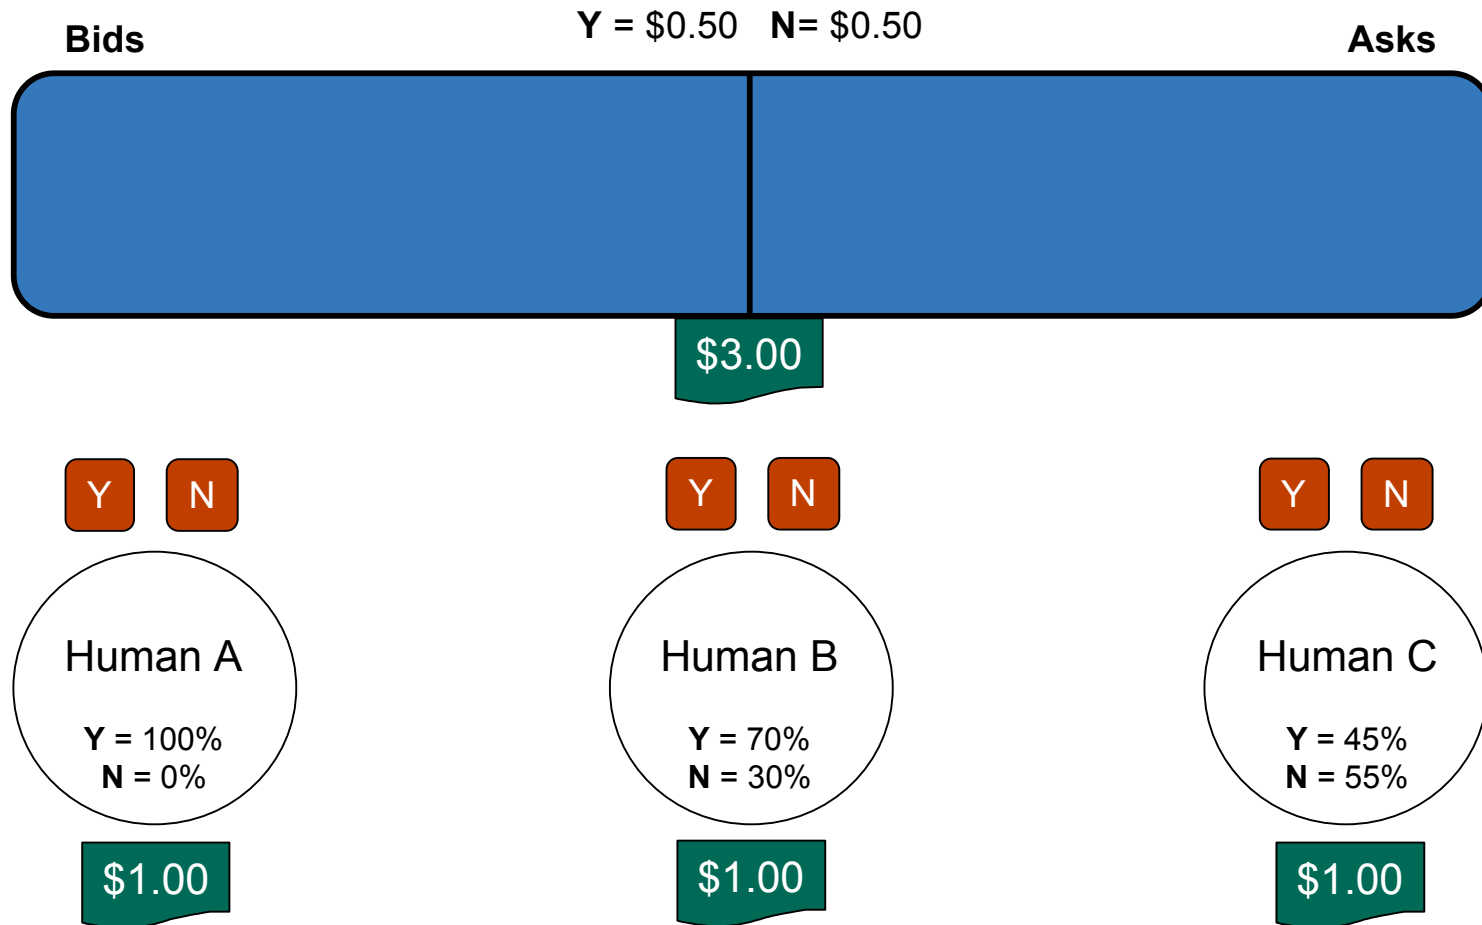 Bids
Y = $0.50 N= $0.50
Asks
$3.00
Y N
Y N
Y N
Human A
Y = 100%
N = 0%
Human B
Y = 70%
N = 30%
Human C
Y = 45%
N = 55%
$1.00
$1.00
$1.00